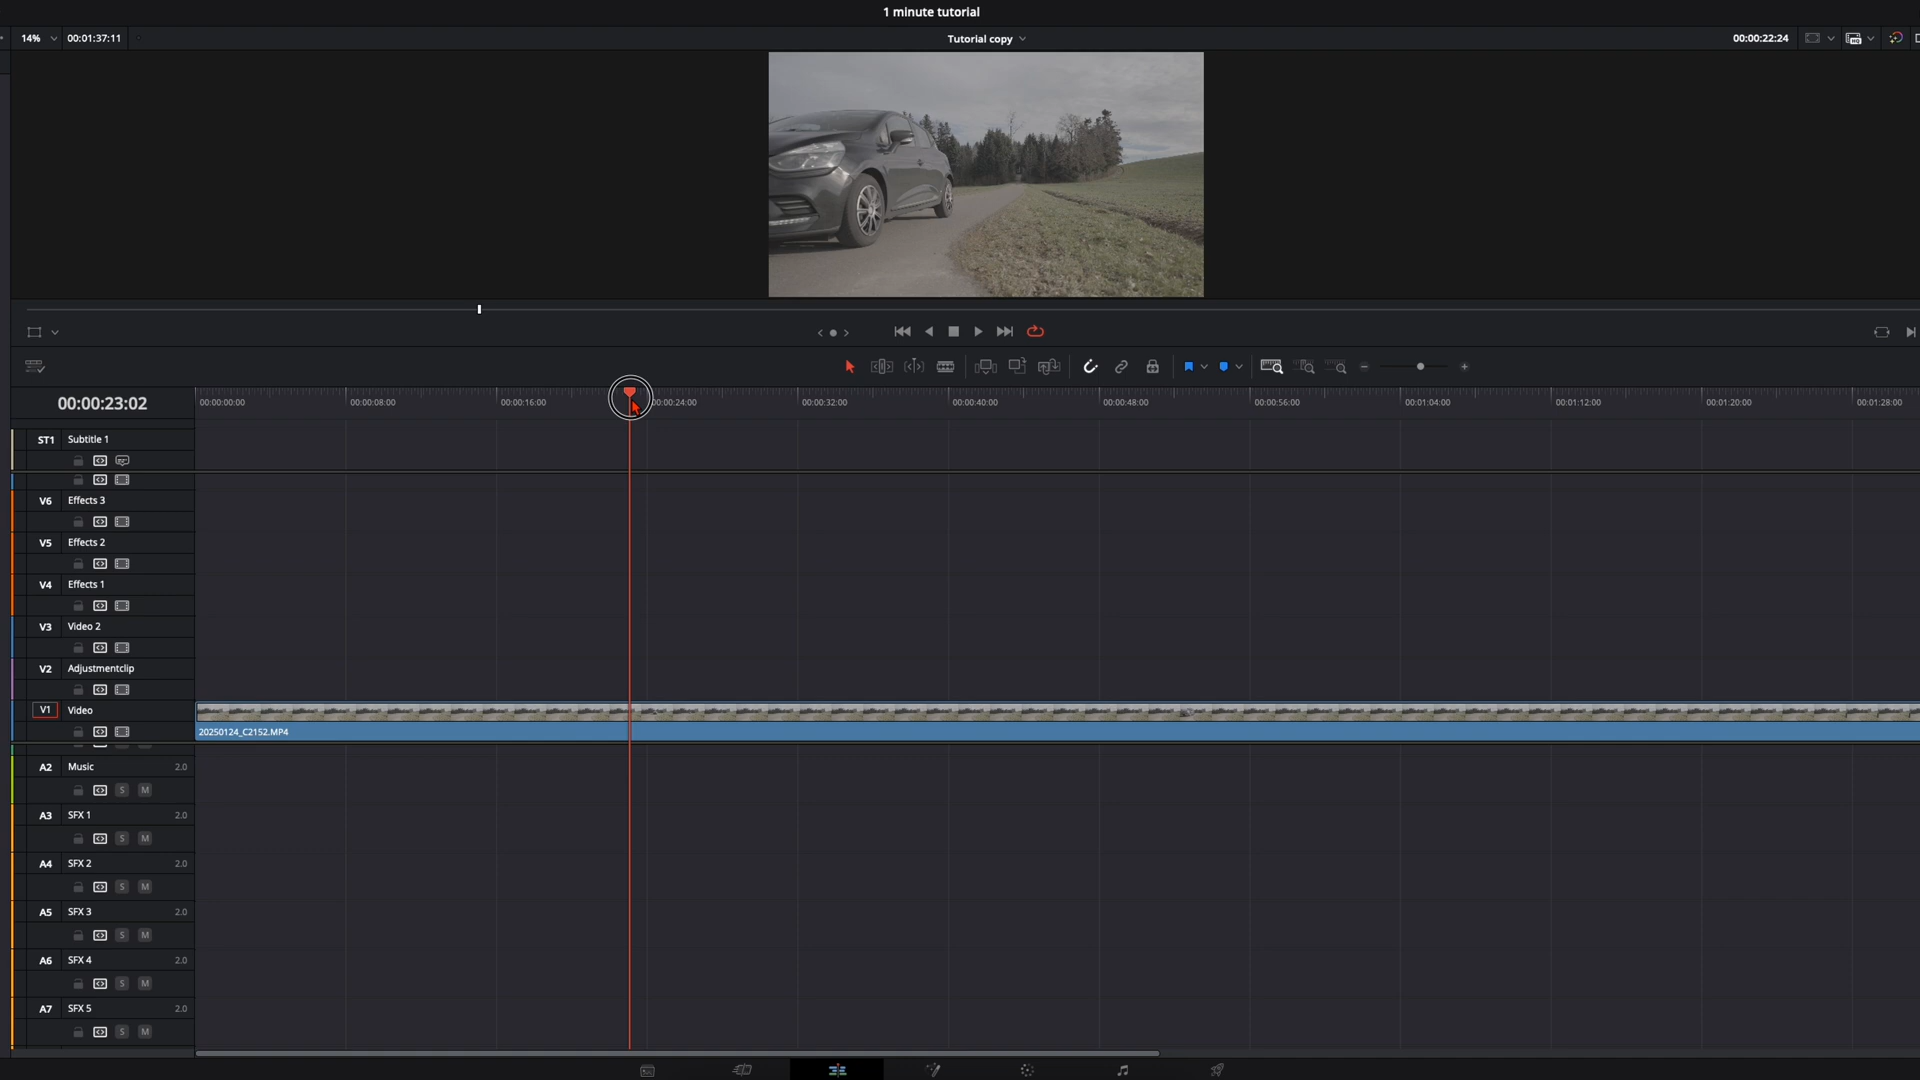 1 minute tutorial
14% 00:01:37:11 Tutorial copy 00:00:22:24
00:00:23:02 00:00:00:00 00:00:08:00 00:00:16:00 00:00:24:00 00:00:32:00 00:00:40:00 00:00:48:00 00:00:56:00 00:01:04:00 00:01:12:00 00:01:20:00 00:01:28:00
ST1 Subtitle 1
V6 Effects 3
V5 Effects 2
V4 Effects 1
V3 Video 2
V2 Adjustmentclip
V1 Video
20250124_C2152.MP4
A2 Music 2.0
S M
A3 SFX 1 2.0
S M
A4 SFX 2 2.0
S M
A5 SFX 3 2.0
S M
A6 SFX 4 2.0
S M
A7 SFX 5 2.0
S M